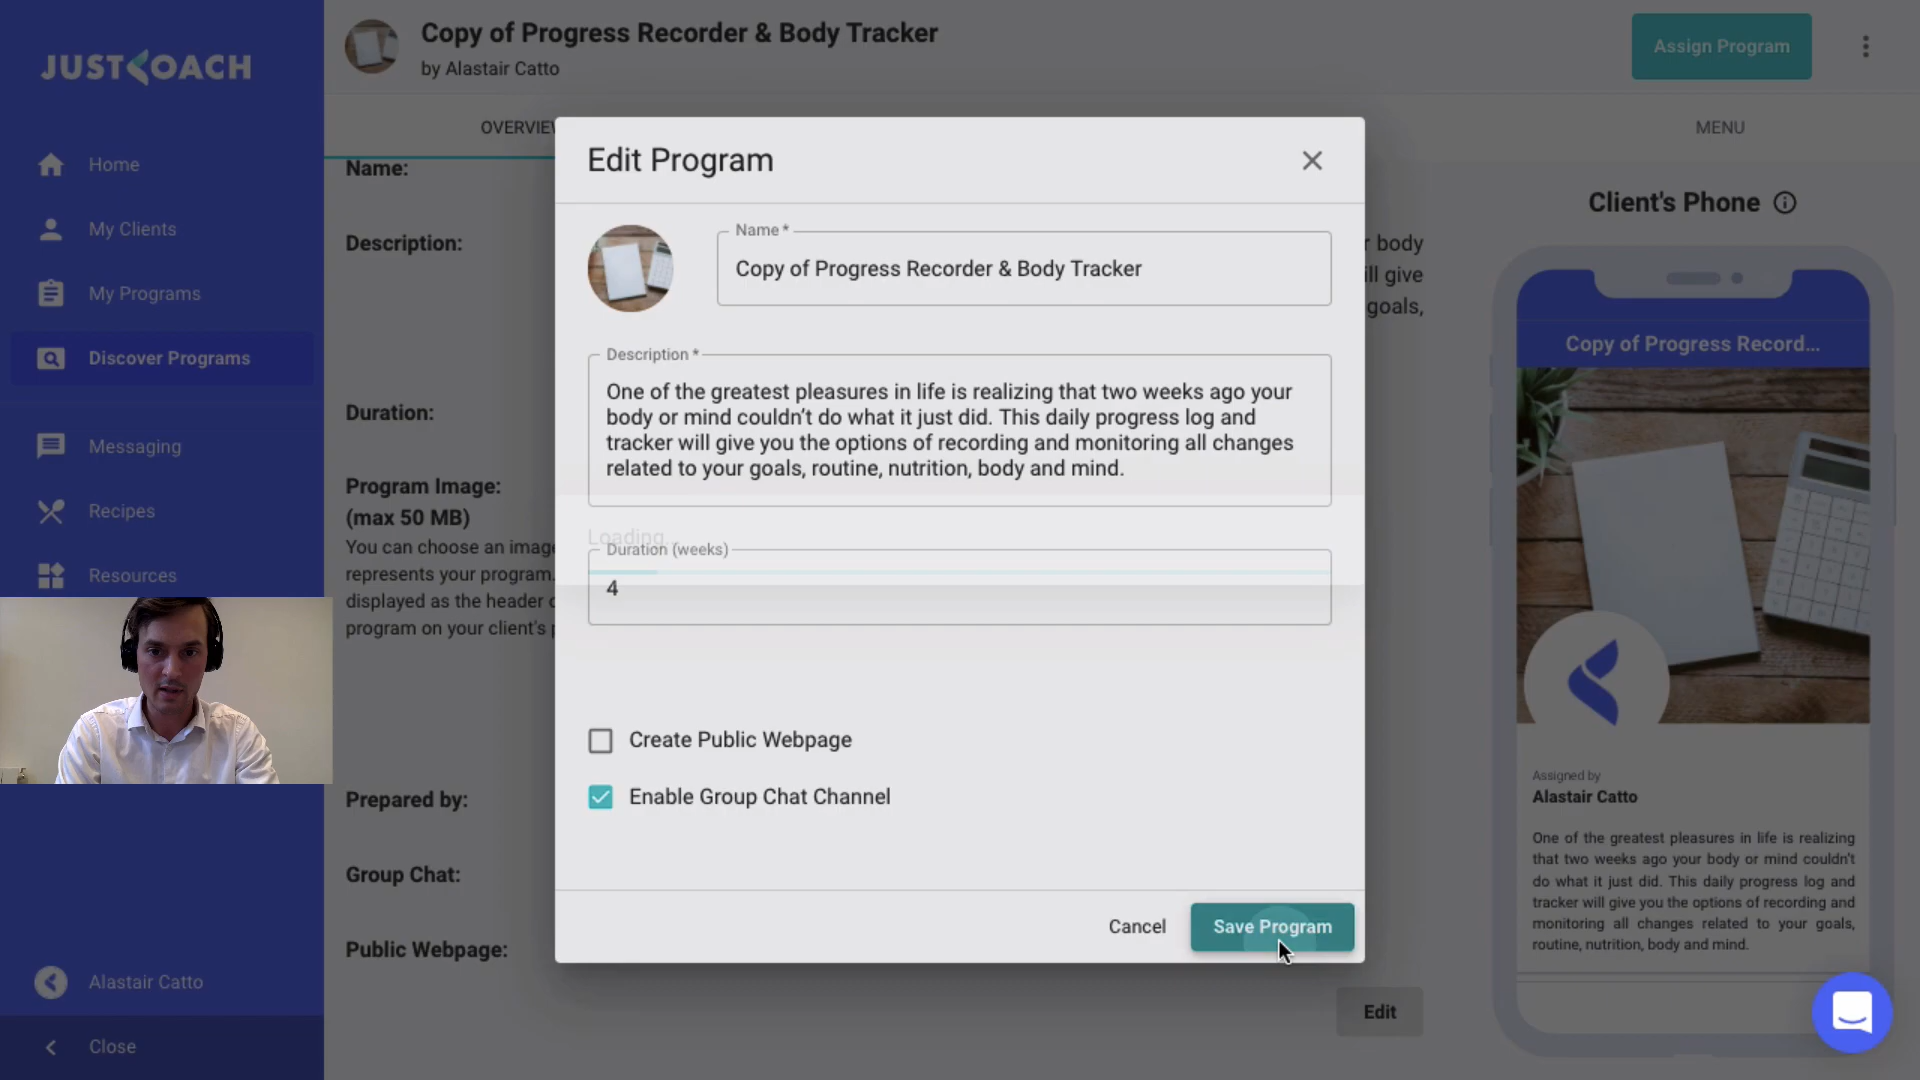 JUSTCOACH
Home
My Clients
My Programs
Discover Programs
Messaging
Recipes
Resources
Alastair Catto
Close
Copy of Progress Recorder & Body Tracker
by Alastair Catto
Assign Program
OVERVIEW
MENU
Name:
Description:
r body
ill give
goals,
Duration:
Program Image:
(max 50 MB)
You can choose an imag
represents your program.
displayed as the header o
program on your client's p
Prepared by:
Group Chat:
Public Webpage:
Edit
Edit Program
Name *
Copy of Progress Recorder & Body Tracker
Description *
One of the greatest pleasures in life is realizing that two weeks ago your
body or mind couldn’t do what it just did. This daily progress log and
tracker will give you the options of recording and monitoring all changes
related to your goals, routine, nutrition, body and mind.
Loading...
Duration (weeks)
4
Create Public Webpage
Enable Group Chat Channel
Cancel
Save Program
Client's Phone
Copy of Progress Record...
Assigned by
Alastair Catto
One of the greatest pleasures in life is realizing
that two weeks ago your body or mind couldn’t
do what it just did. This daily progress log and
tracker will give you the options of recording and
monitoring all changes related to your goals,
routine, nutrition, body and mind.